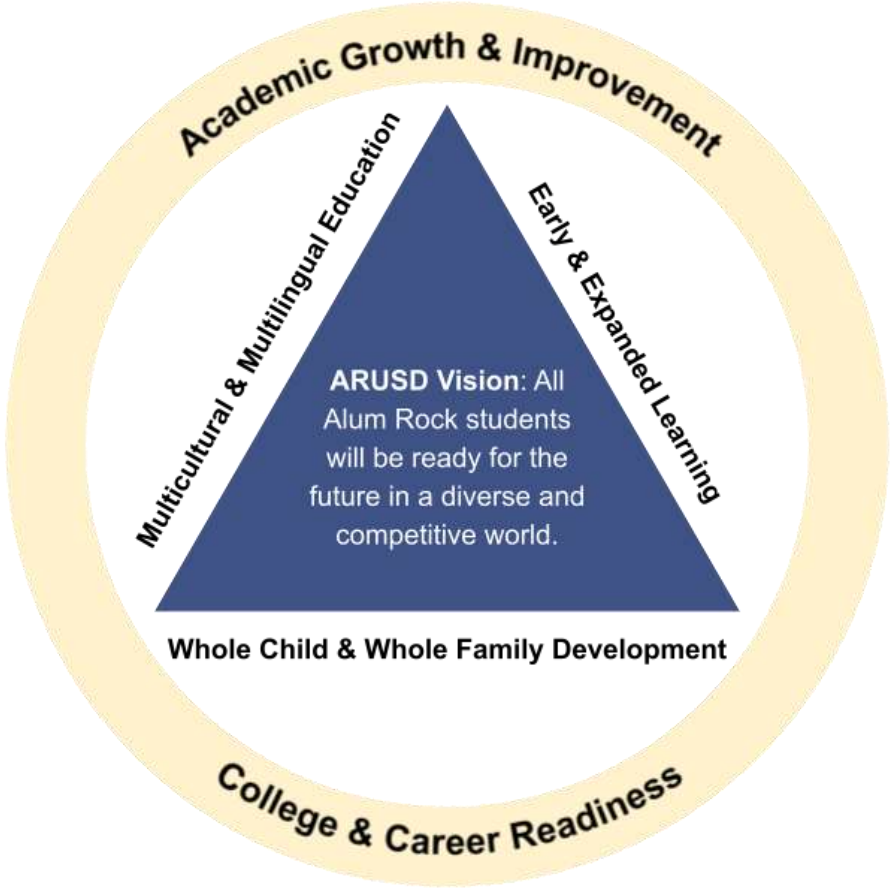 Academic Growth & Improvement
Multicultural & Multilingual Education
Early & Expanded Learning
ARUSD Vision: All
Alum Rock students
will be ready for the
future in a diverse and
competitive world.
Whole Child & Whole Family Development
College & Career Readiness